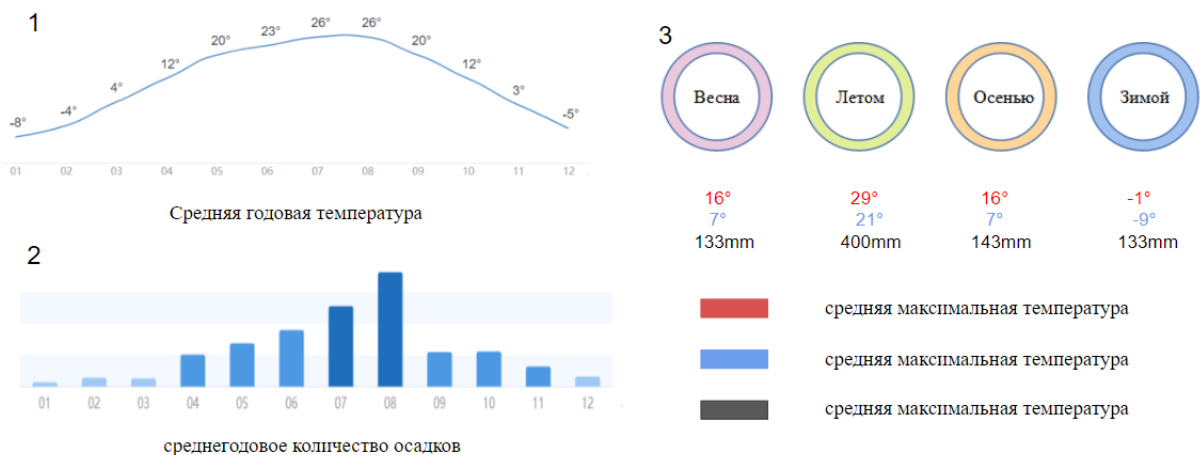 1
-8° -4° 4° 12° 20° 23° 26° 26° 20° 12° 3° -5°
01 02 03 04 05 06 07 08 09 10 11 12
Средняя годовая температура
2
01 02 03 04 05 06 07 08 09 10 11 12
среднегодовое количество осадков
3
Весна Летом Осенью Зимой
16° 29° 16° -1°
7° 21° 7° -9°
133mm 400mm 143mm 133mm
средняя максимальная температура
средняя максимальная температура
средняя максимальная температура